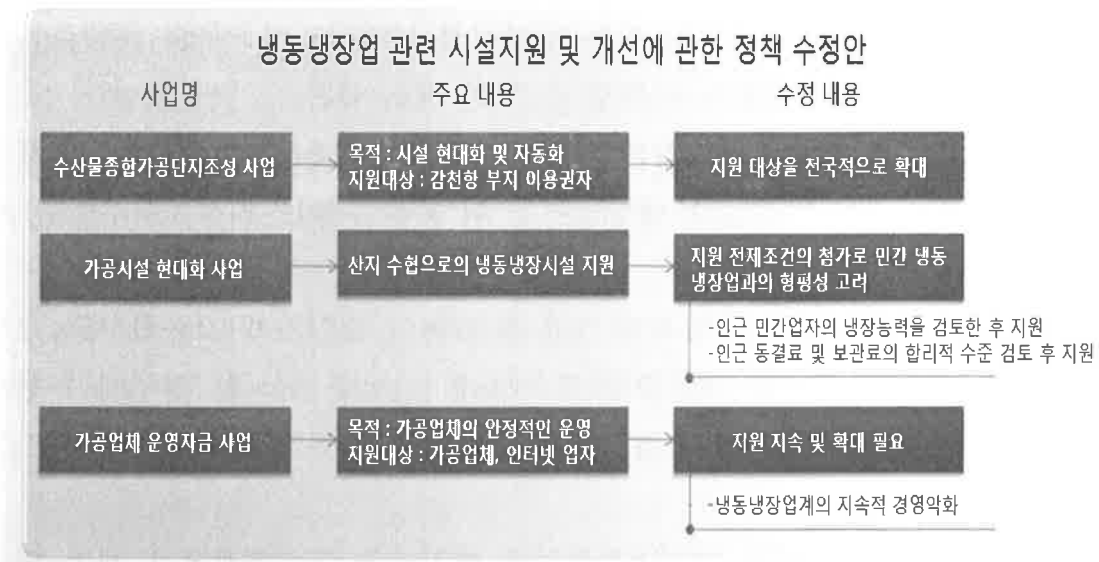 냉동냉장업 관련 시설지원 및 개선에 관한 정책 수정안
사업명
주요 내용
수정 내용
수산물종합가공단지조성 사업
목적 : 시설 현대화 및 자동화
지원대상 : 감천항 부지 이용권자
지원 대상을 전국적으로 확대
가공시설 현대화 사업
산지 수협으로의 냉동냉장시설 지원
지원 전제조건의 첨가로 민간 냉동
냉장업과의 형평성 고려
-인근 민간업자의 냉장능력을 검토한 후 지원
-인근 동결료 및 보관료의 합리적 수준 검토 후 지원
가공업체 운영자금 사업
목적 : 가공업체의 안정적인 운영
지원대상 : 가공업체, 인터넷 업자
지원 지속 및 확대 필요
-냉동냉장업계의 지속적 경영악화